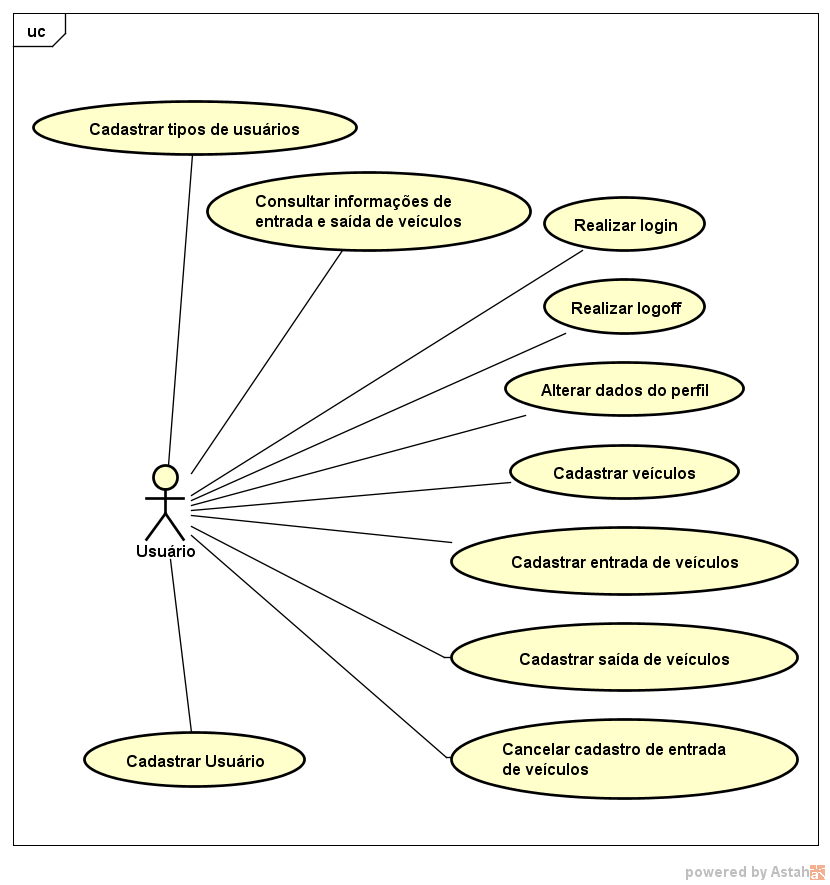 uc
Cadastrar tipos de usuários
Consultar informações de
entrada e saída de veículos
Realizar login
Realizar logoff
Alterar dados do perfil
Cadastrar veículos
Usuário
Cadastrar entrada de veículos
Cadastrar saída de veículos
Cadastrar Usuário
Cancelar cadastro de entrada
de veículos
powered by Astah